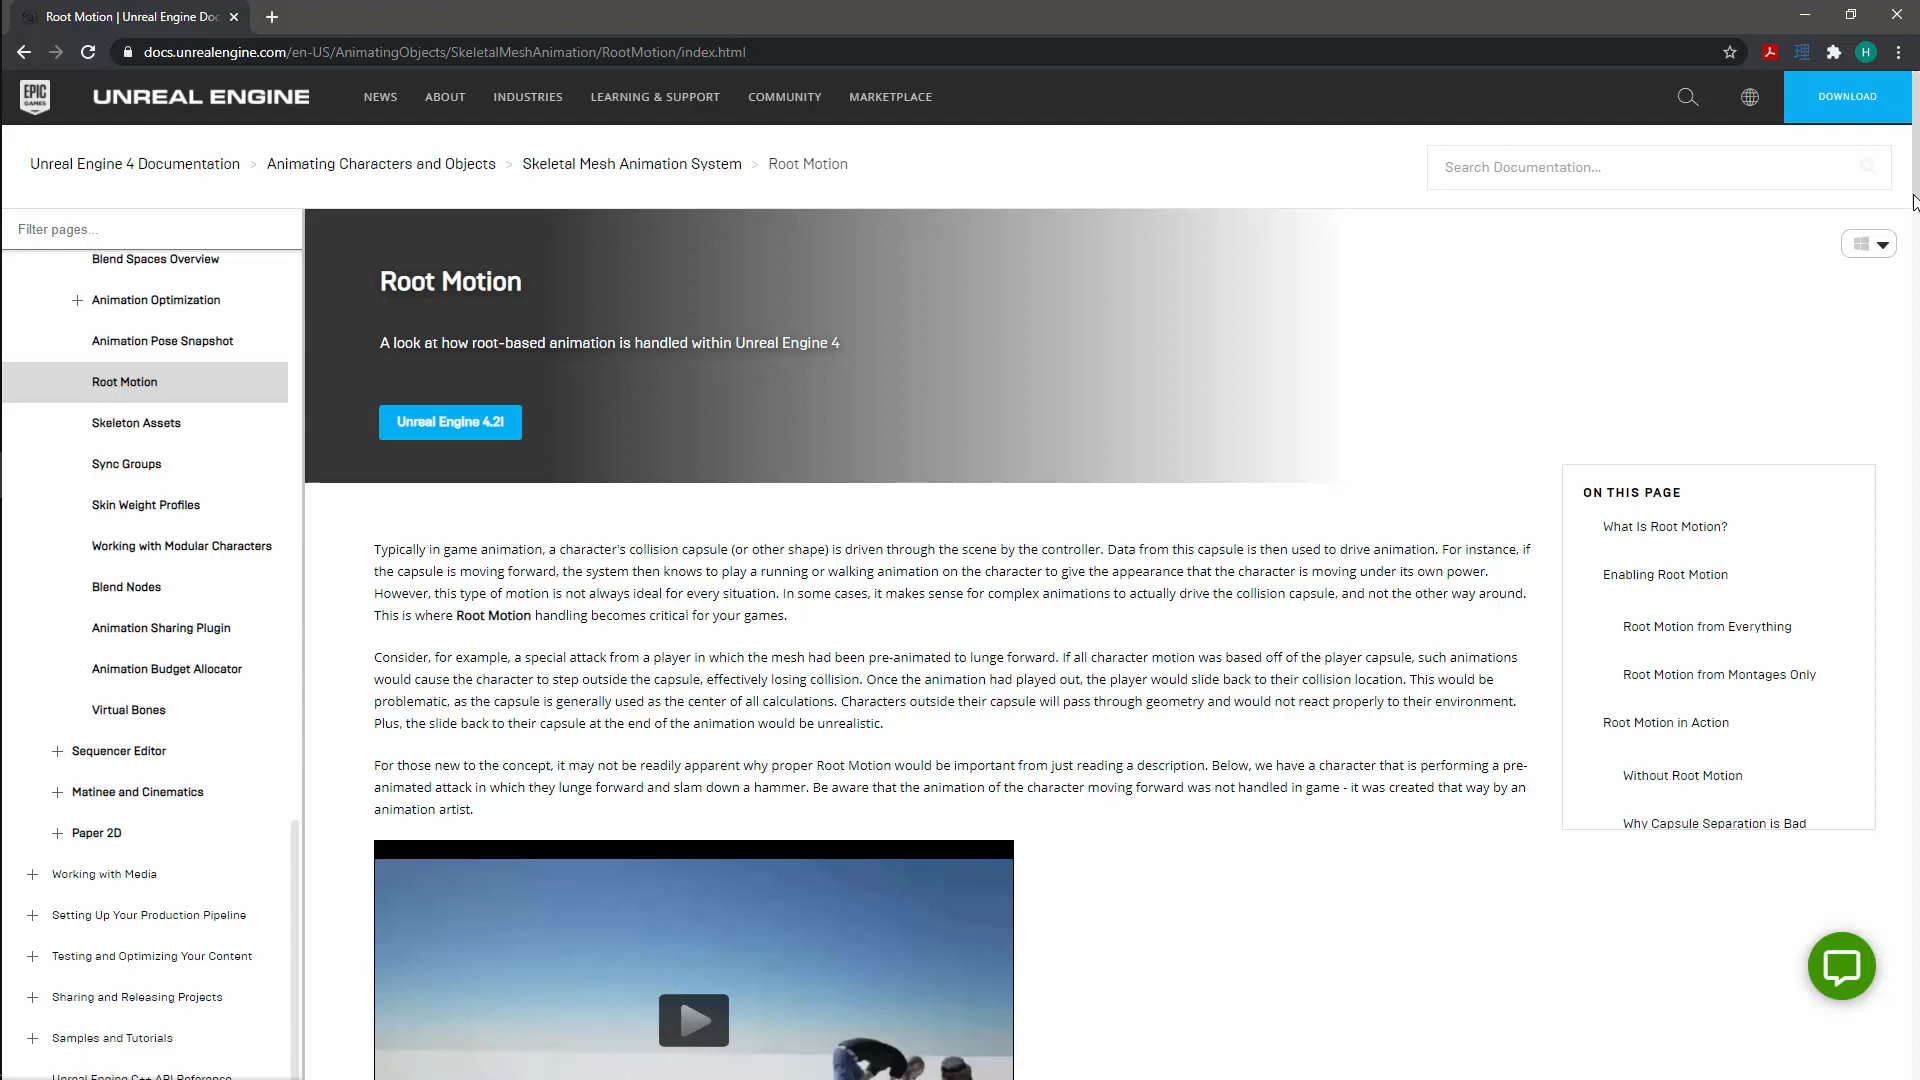 Root Motion | Unreal Engine Doc
docs.unrealengine.com/en-US/AnimatingObjects/SkeletalMeshAnimation/RootMotion/index.html
H
EPIC
GAMES
UNREAL ENGINE
NEWS
ABOUT
INDUSTRIES
LEARNING & SUPPORT
COMMUNITY
MARKETPLACE
DOWNLOAD
Unreal Engine 4 Documentation > Animating Characters and Objects > Skeletal Mesh Animation System > Root Motion
Search Documentation...
Filter pages...
Blend Spaces Overview
Animation Optimization
Animation Pose Snapshot
Root Motion
Skeleton Assets
Sync Groups
Skin Weight Profiles
Working with Modular Characters
Blend Nodes
Animation Sharing Plugin
Animation Budget Allocator
Virtual Bones
Sequencer Editor
Matinee and Cinematics
Paper 2D
Working with Media
Setting Up Your Production Pipeline
Testing and Optimizing Your Content
Sharing and Releasing Projects
Samples and Tutorials
Unreal Engine C++ API Reference
Root Motion
A look at how root-based animation is handled within Unreal Engine 4
Unreal Engine 4.21
Typically in game animation, a character's collision capsule (or other shape) is driven through the scene by the controller. Data from this capsule is then used to drive animation. For instance, if
the capsule is moving forward, the system then knows to play a running or walking animation on the character to give the appearance that the character is moving under its own power.
However, this type of motion is not always ideal for every situation. In some cases, it makes sense for complex animations to actually drive the collision capsule, and not the other way around.
This is where Root Motion handling becomes critical for your games.
Consider, for example, a special attack from a player in which the mesh had been pre-animated to lunge forward. If all character motion was based off of the player capsule, such animations
would cause the character to step outside the capsule, effectively losing collision. Once the animation had played out, the player would slide back to their collision location. This would be
problematic, as the capsule is generally used as the center of all calculations. Characters outside their capsule will pass through geometry and would not react properly to their environment.
Plus, the slide back to their capsule at the end of the animation would be unrealistic.
For those new to the concept, it may not be readily apparent why proper Root Motion would be important from just reading a description. Below, we have a character that is performing a pre-
animated attack in which they lunge forward and slam down a hammer. Be aware that the animation of the character moving forward was not handled in game - it was created that way by an
animation artist.
ON THIS PAGE
What Is Root Motion?
Enabling Root Motion
Root Motion from Everything
Root Motion from Montages Only
Root Motion in Action
Without Root Motion
Why Capsule Separation is Bad